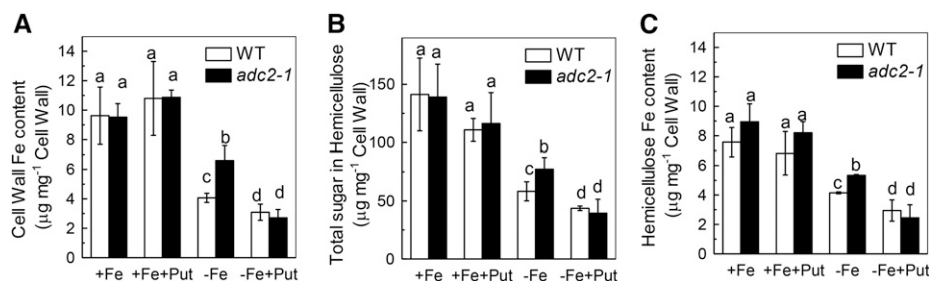 A
Cell Wall Fe content
(µg mg⁻¹ Cell Wall)
14
12
10
8
6
4
2
0
WT
adc2-1
a a
a a
c b
d d
+Fe +Fe+Put -Fe -Fe+Put
B
Total sugar in Hemicellulose
(µg mg⁻¹ Cell Wall)
150
100
50
0
WT
adc2-1
a a
a a
c b
d d
+Fe +Fe+Put -Fe -Fe+Put
C
Hemicellulose Fe content
(µg mg⁻¹ Cell Wall)
14
12
10
8
6
4
2
0
WT
adc2-1
a a
a a
c b
d d
+Fe +Fe+Put -Fe -Fe+Put